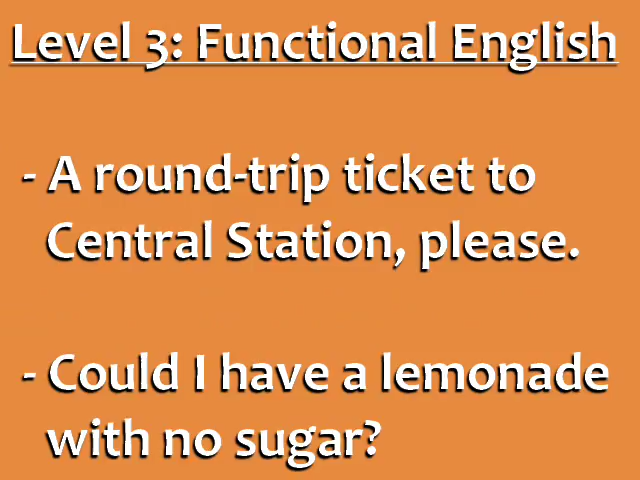 Level 3: Functional English
- A round-trip ticket to
Central Station, please.
- Could I have a lemonade
with no sugar?